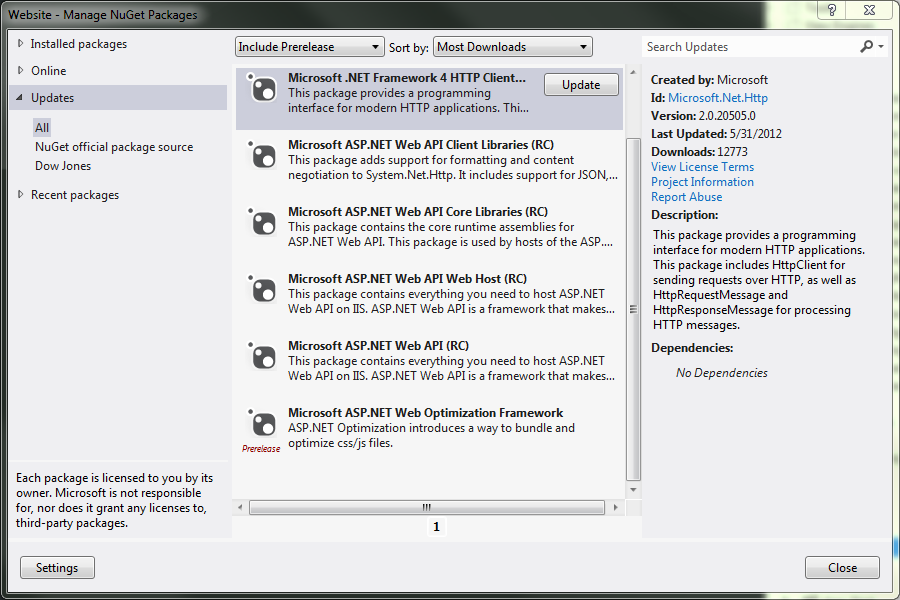 Website - Manage NuGet Packages
Installed packages
Online
Updates
All
NuGet official package source
Dow Jones
Recent packages
Each package is licensed to you by its
owner. Microsoft is not responsible
for, nor does it grant any licenses to,
third-party packages.
Include Prerelease
Sort by:
Most Downloads
Microsoft .NET Framework 4 HTTP Client...
This package provides a programming
interface for modern HTTP applications. Thi...
Update
Microsoft ASP.NET Web API Client Libraries (RC)
This package adds support for formatting and content
negotiation to System.Net.Http. It includes support for JSON,...
Microsoft ASP.NET Web API Core Libraries (RC)
This package contains the core runtime assemblies for
ASP.NET Web API. This package is used by hosts of the ASP....
Microsoft ASP.NET Web API Web Host (RC)
This package contains everything you need to host ASP.NET
Web API on IIS. ASP.NET Web API is a framework that makes...
Microsoft ASP.NET Web API (RC)
This package contains everything you need to host ASP.NET
Web API on IIS. ASP.NET Web API is a framework that makes...
Microsoft ASP.NET Web Optimization Framework
ASP.NET Optimization introduces a way to bundle and
optimize css/js files.
Prerelease
1
Search Updates
Created by: Microsoft
Id: Microsoft.Net.Http
Version: 2.0.20505.0
Last Updated: 5/31/2012
Downloads: 12773
View License Terms
Project Information
Report Abuse
Description:
This package provides a programming
interface for modern HTTP applications.
This package includes HttpClient for
sending requests over HTTP, as well as
HttpRequestMessage and
HttpResponseMessage for processing
HTTP messages.
Dependencies:
No Dependencies
Settings
Close